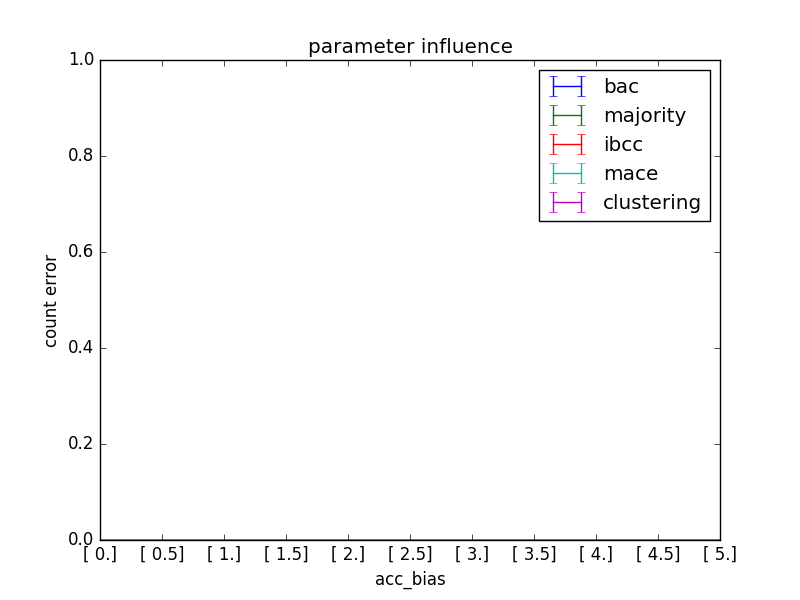 parameter influence
1.0
0.8
0.6
0.4
0.2
0.0
count error
bac
majority
ibcc
mace
clustering
[ 0.] [ 0.5] [ 1.] [ 1.5] [ 2.] [ 2.5] [ 3.] [ 3.5] [ 4.] [ 4.5] [ 5.]
acc_bias